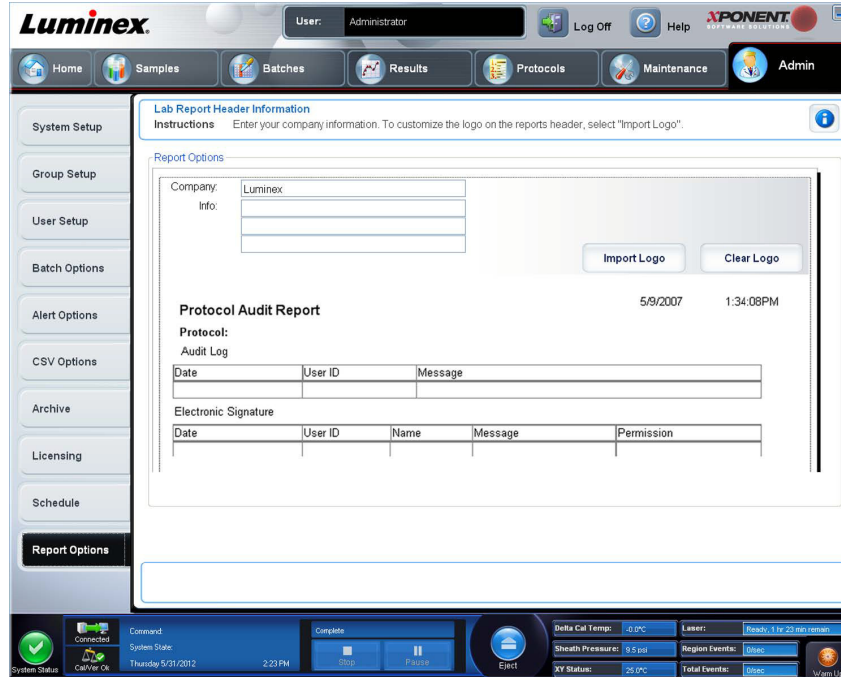 Luminex.
User: Administrator
Log Off
Help
XPONENT.
SOFTWARE SOLUTIONS
Home
Samples
Batches
Results
Protocols
Maintenance
Admin
System Setup
Group Setup
User Setup
Batch Options
Alert Options
CSV Options
Archive
Licensing
Schedule
Report Options
Lab Report Header Information
Instructions Enter your company information. To customize the logo on the reports header, select "Import Logo".
Report Options
Company: Luminex
Info:
Import Logo
Clear Logo
Protocol Audit Report 5/9/2007 1:34:08PM
Protocol:
Audit Log
Date User ID Message
Electronic Signature
Date User ID Name Message Permission
System Status
Connected
Cal/Ver Ok
Command:
System State:
Thursday 5/31/2012 2:23 PM
Complete
Stop
Pause
Eject
Delta Cal Temp: -0.0°C
Laser: Ready, 1 hr 23 min remain
Sheath Pressure: 9.5 psi
Region Events: 0/sec
XY Status: 25.0°C
Total Events: 0/sec
Warm U